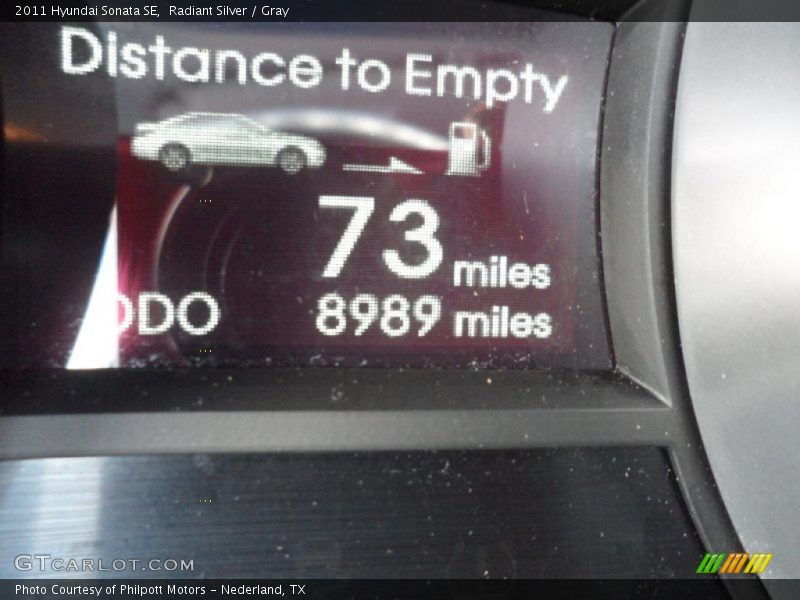 2011 Hyundai Sonata SE,  Radiant Silver / Gray
Distance to Empty
73 miles
ODO 8989 miles
GTCARLOT.COM
Photo Courtesy of Philpott Motors - Nederland, TX